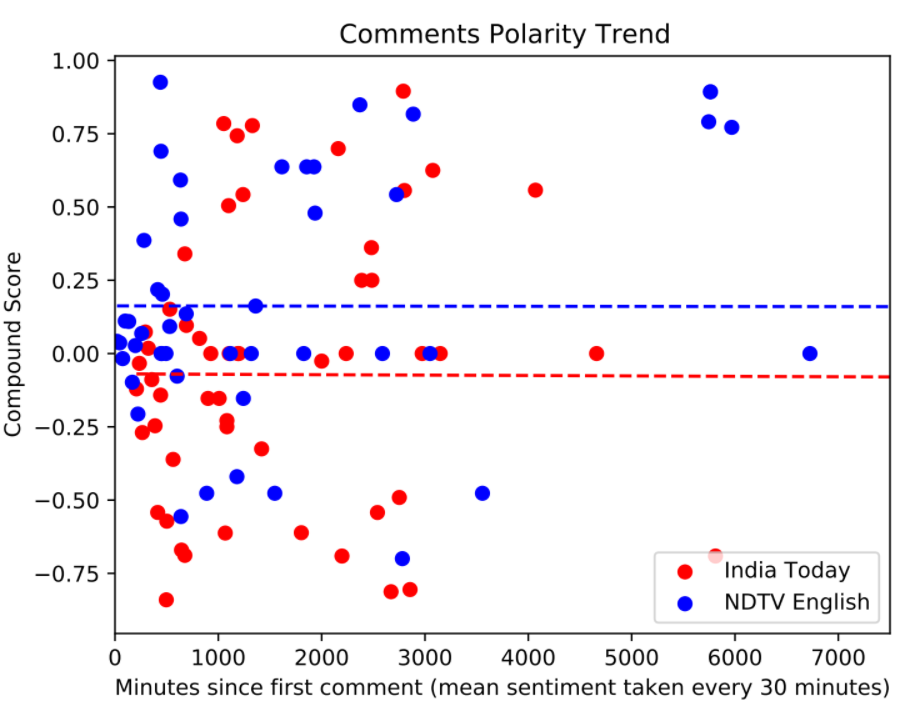 Comments Polarity Trend
1.00
0.75
0.50
0.25
0.00
−0.25
−0.50
−0.75
Compound Score
India Today
NDTV English
0 1000 2000 3000 4000 5000 6000 7000
Minutes since first comment (mean sentiment taken every 30 minutes)